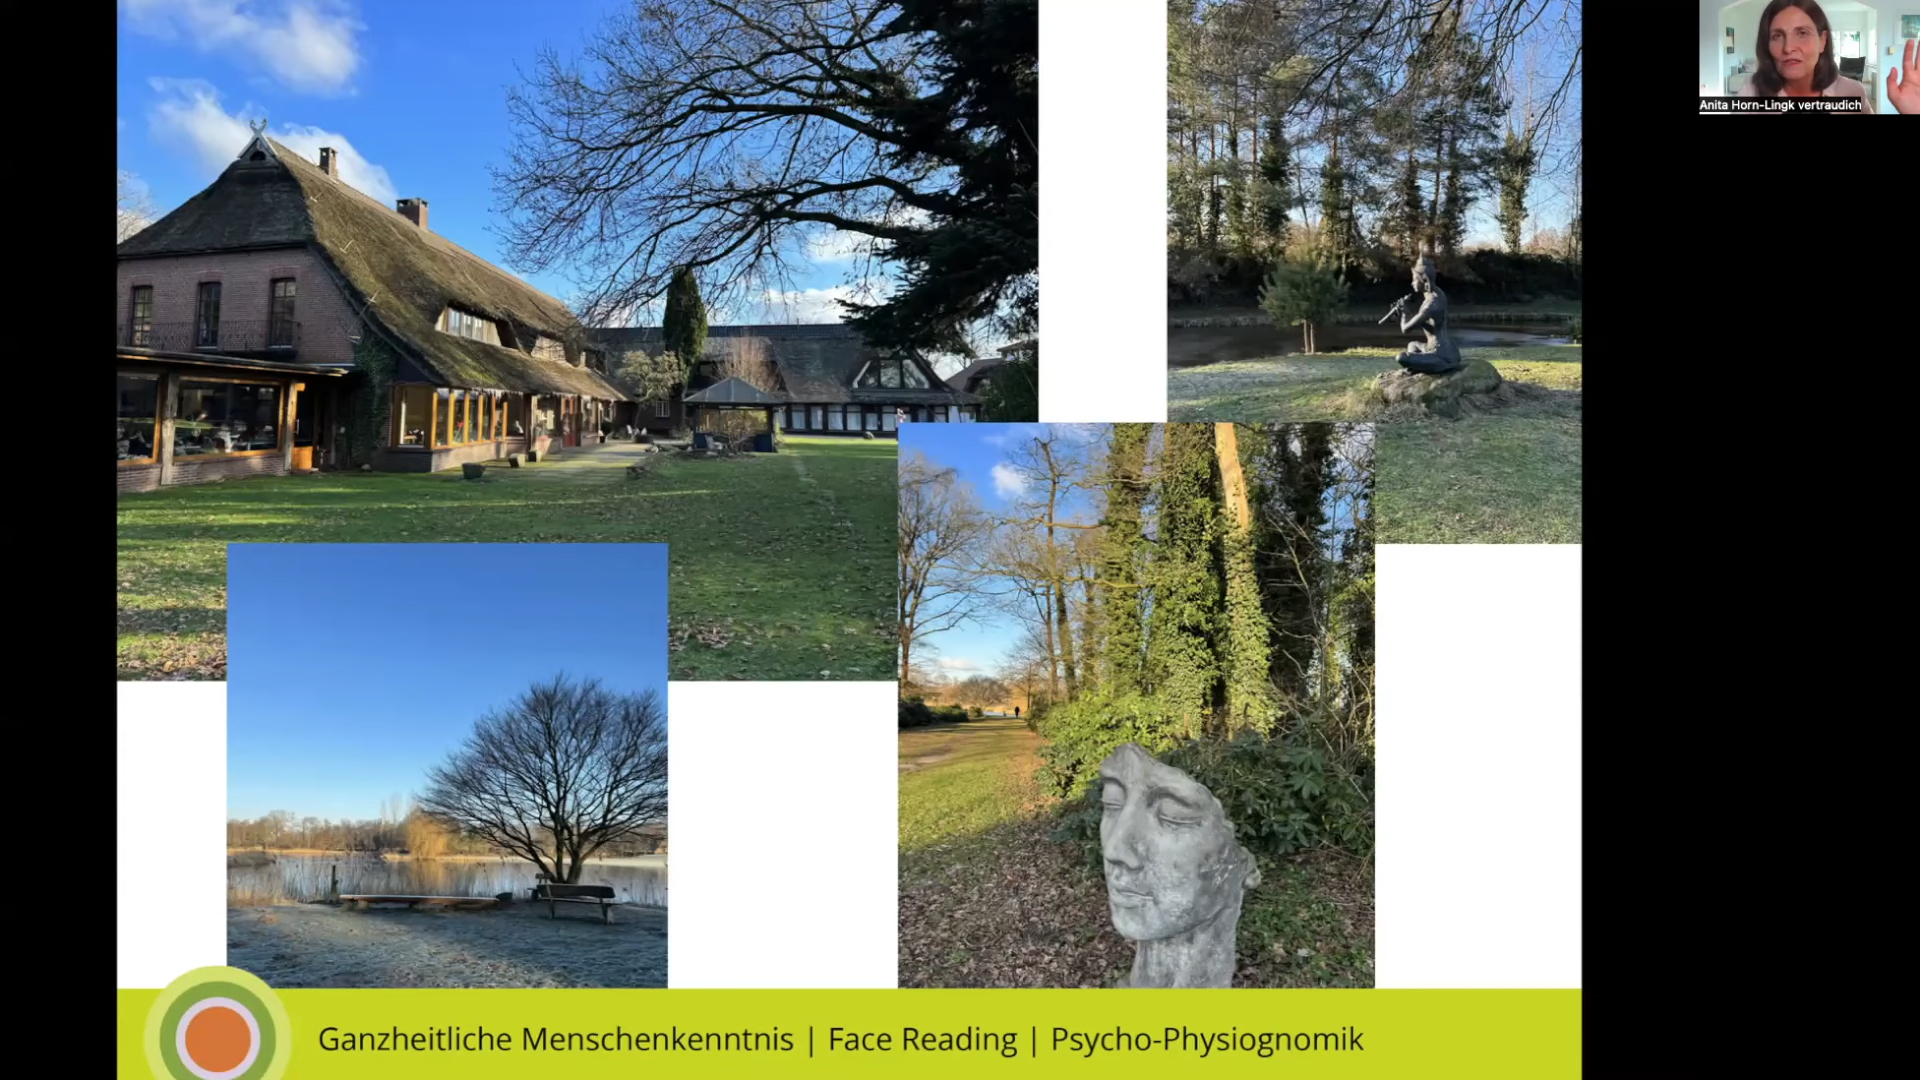 Anita Horn-Lingk vertraudich
Ganzheitliche Menschenkenntnis | Face Reading | Psycho-Physiognomik